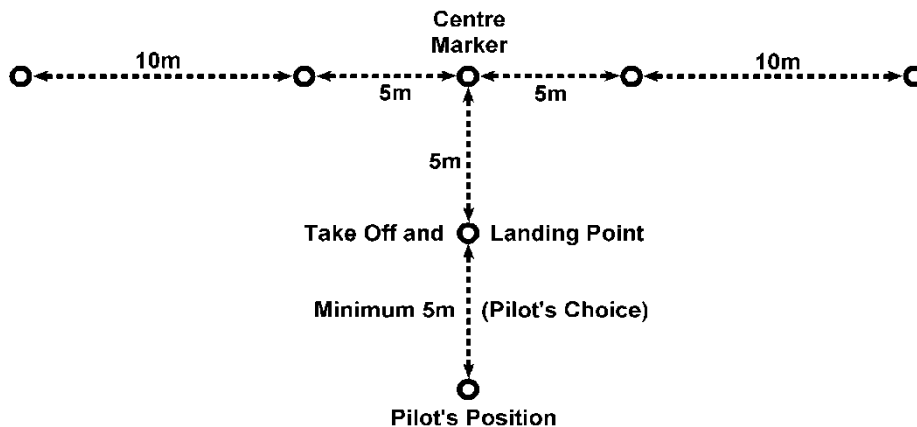 Centre
Marker
10m
10m
5m
5m
5m
Take Off and Landing Point
Minimum 5m (Pilot's Choice)
Pilot's Position